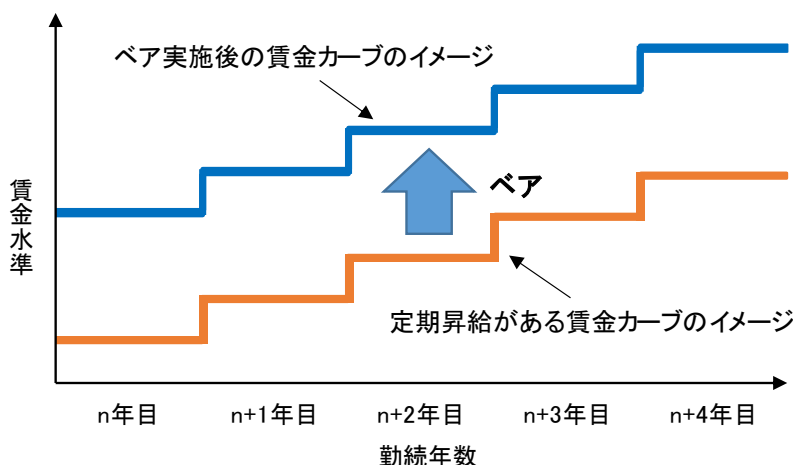 ベア実施後の賃金カーブのイメージ
賃金水準
ベア
定期昇給がある賃金カーブのイメージ
n年目
n+1年目
n+2年目
n+3年目
n+4年目
勤続年数